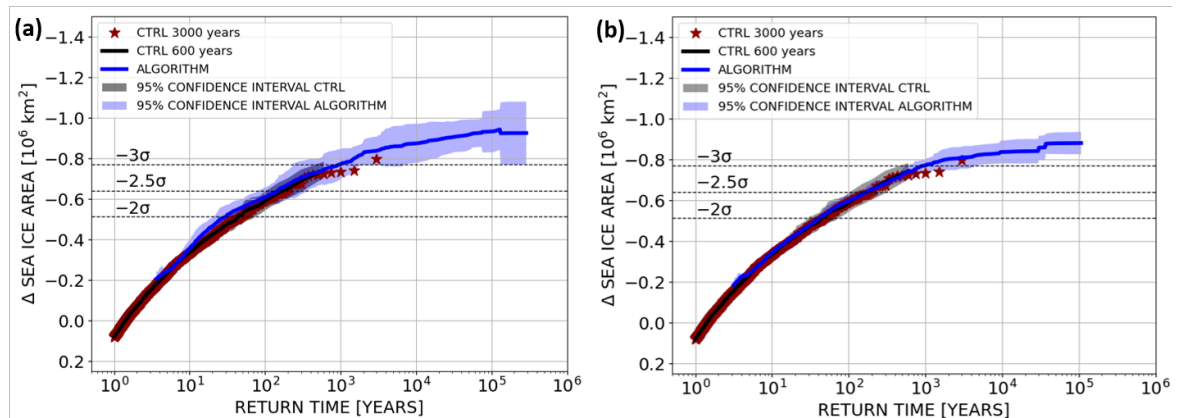 (a)
CTRL 3000 years
CTRL 600 years
ALGORITHM
95% CONFIDENCE INTERVAL CTRL
95% CONFIDENCE INTERVAL ALGORITHM
−3σ
−2.5σ
−2σ
Δ SEA ICE AREA [10⁶ km²]
−1.4
−1.2
−1.0
−0.8
−0.6
−0.4
−0.2
0.0
0.2
10⁰ 10¹ 10² 10³ 10⁴ 10⁵ 10⁶
RETURN TIME [YEARS]
(b)
CTRL 3000 years
CTRL 600 years
ALGORITHM
95% CONFIDENCE INTERVAL CTRL
95% CONFIDENCE INTERVAL ALGORITHM
−3σ
−2.5σ
−2σ
Δ SEA ICE AREA [10⁶ km²]
−1.4
−1.2
−1.0
−0.8
−0.6
−0.4
−0.2
0.0
0.2
10⁰ 10¹ 10² 10³ 10⁴ 10⁵ 10⁶
RETURN TIME [YEARS]